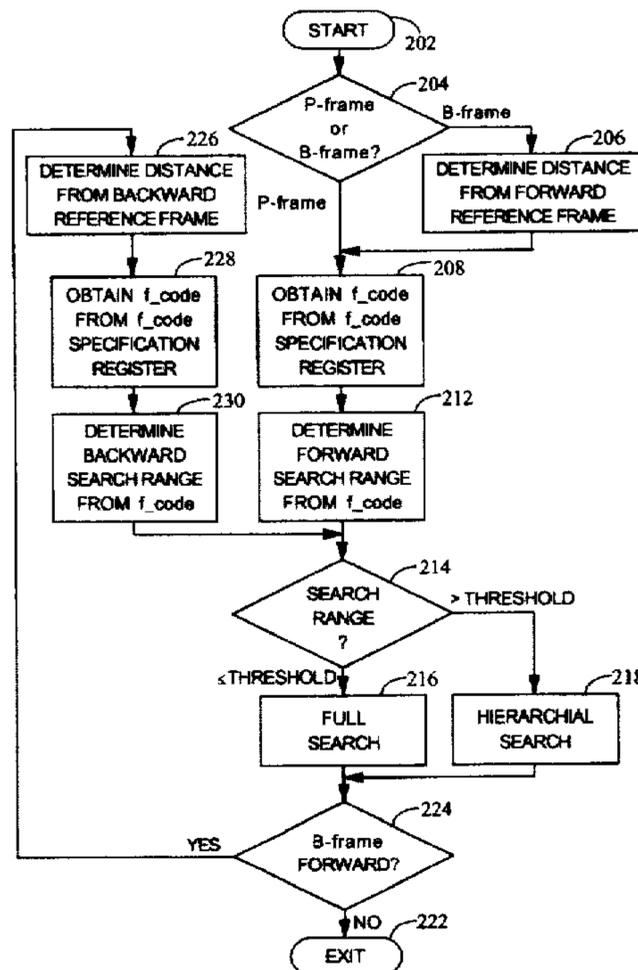 START
202
204
P-frame
or
B-frame?
B-frame
P-frame
206
DETERMINE DISTANCE
FROM FORWARD
REFERENCE FRAME
226
DETERMINE DISTANCE
FROM BACKWARD
REFERENCE FRAME
228
OBTAIN f_code
FROM f_code
SPECIFICATION
REGISTER
208
OBTAIN f_code
FROM f_code
SPECIFICATION
REGISTER
230
DETERMINE
BACKWARD
SEARCH RANGE
FROM f_code
212
DETERMINE
FORWARD
SEARCH RANGE
FROM f_code
214
SEARCH
RANGE
?
> THRESHOLD
≤THRESHOLD
216
FULL
SEARCH
218
HIERARCHIAL
SEARCH
224
B-frame
FORWARD?
YES
NO
222
EXIT